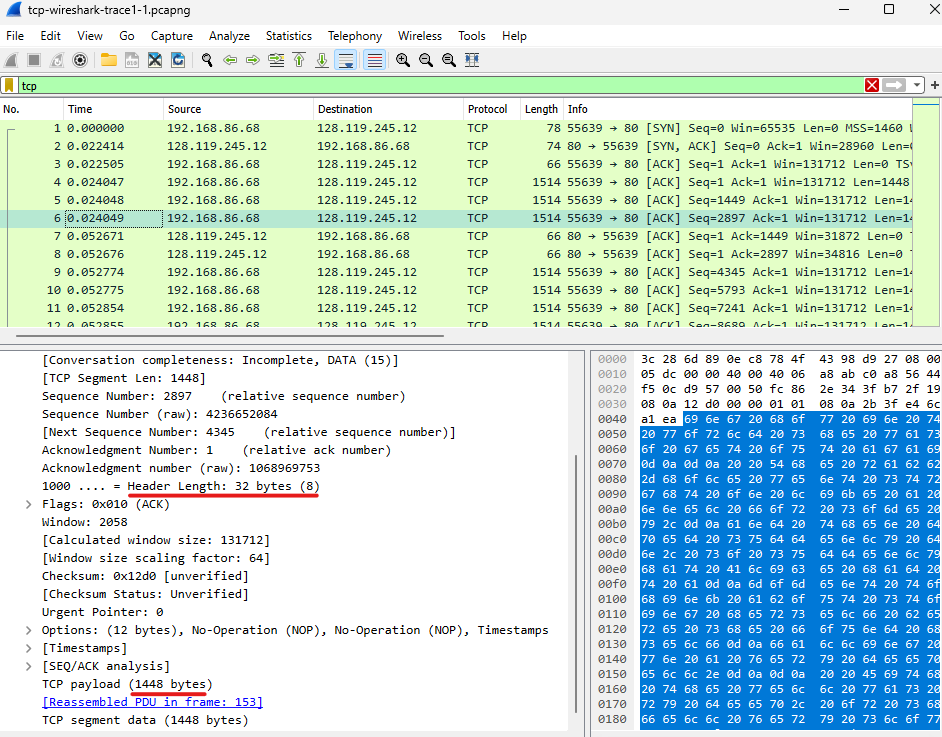 tcp-wireshark-trace1-1.pcapng
File Edit View Go Capture Analyze Statistics Telephony Wireless Tools Help
tcp
No. Time Source Destination Protocol Length Info
1 0.000000 192.168.86.68 128.119.245.12 TCP 78 55639 → 80 [SYN] Seq=0 Win=65535 Len=0 MSS=1460
2 0.022414 128.119.245.12 192.168.86.68 TCP 74 80 → 55639 [SYN, ACK] Seq=0 Ack=1 Win=28960 Len=
3 0.022505 192.168.86.68 128.119.245.12 TCP 66 55639 → 80 [ACK] Seq=1 Ack=1 Win=131712 Len=0 TS
4 0.024047 192.168.86.68 128.119.245.12 TCP 1514 55639 → 80 [ACK] Seq=1 Ack=1 Win=131712 Len=1448
5 0.024048 192.168.86.68 128.119.245.12 TCP 1514 55639 → 80 [ACK] Seq=1449 Ack=1 Win=131712 Len=1
6 0.024049 192.168.86.68 128.119.245.12 TCP 1514 55639 → 80 [ACK] Seq=2897 Ack=1 Win=131712 Len=1
7 0.052671 128.119.245.12 192.168.86.68 TCP 66 80 → 55639 [ACK] Seq=1 Ack=1449 Win=31872 Len=0
8 0.052676 128.119.245.12 192.168.86.68 TCP 66 80 → 55639 [ACK] Seq=1 Ack=2897 Win=34816 Len=0
9 0.052774 192.168.86.68 128.119.245.12 TCP 1514 55639 → 80 [ACK] Seq=4345 Ack=1 Win=131712 Len=1
10 0.052775 192.168.86.68 128.119.245.12 TCP 1514 55639 → 80 [ACK] Seq=5793 Ack=1 Win=131712 Len=1
11 0.052854 192.168.86.68 128.119.245.12 TCP 1514 55639 → 80 [ACK] Seq=7241 Ack=1 Win=131712 Len=1
12 0.052855 192.168.86.68 128.119.245.12 TCP 1514 55639 → 80 [ACK] Seq=8689 Ack=1 Win=131712 Len=1
[Conversation completeness: Incomplete, DATA (15)]
[TCP Segment Len: 1448]
Sequence Number: 2897 (relative sequence number)
Sequence Number (raw): 4236652084
[Next Sequence Number: 4345 (relative sequence number)]
Acknowledgment Number: 1 (relative ack number)
Acknowledgment number (raw): 1068969753
1000 .... = Header Length: 32 bytes (8)
Flags: 0x010 (ACK)
Window: 2058
[Calculated window size: 131712]
[Window size scaling factor: 64]
Checksum: 0x12d0 [unverified]
[Checksum Status: Unverified]
Urgent Pointer: 0
Options: (12 bytes), No-Operation (NOP), No-Operation (NOP), Timestamps
[Timestamps]
[SEQ/ACK analysis]
TCP payload (1448 bytes)
[Reassembled PDU in frame: 153]
TCP segment data (1448 bytes)
0000 3c 28 6d 89 0e c8 78 4f 43 98 d9 27 08 00
0010 05 dc 00 00 40 00 40 06 a8 ab c0 a8 56 44
0020 f5 0c d9 57 00 50 fc 86 2e 34 3f b7 2f 19
0030 08 0a 12 d0 00 00 01 01 08 0a 2b 3f e4 6c
0040 a1 ea 69 6e 67 20 68 6f 77 20 69 6e 20 74
0050 20 77 6f 72 6c 64 20 73 68 65 20 77 61 73
0060 6f 20 67 65 74 20 6f 75 74 20 61 67 61 69
0070 0d 0a 0d 0a 20 20 54 68 65 20 72 61 62 62
0080 2d 68 6f 6c 65 20 77 65 6e 74 20 73 74 72
0090 67 68 74 20 6f 6e 20 6c 69 6b 65 20 61 20
00a0 6e 6e 65 6c 20 66 6f 72 20 73 6f 6d 65 20
00b0 79 2c 0d 0a 61 6e 64 20 74 68 65 6e 20 64
00c0 70 65 64 20 73 75 64 64 65 6e 6c 79 20 64
00d0 6e 2c 20 73 6f 20 73 75 64 64 65 6e 6c 79
00e0 68 61 74 20 41 6c 69 63 65 20 68 61 64 20
00f0 74 20 61 0d 0a 6d 6f 6d 65 6e 74 20 74 6f
0100 68 69 6e 6b 20 61 62 6f 75 74 20 73 74 6f
0110 69 6e 67 20 68 65 72 73 65 6c 66 20 62 65
0120 72 65 20 73 68 65 20 66 6f 75 6e 64 20 68
0130 73 65 6c 66 0d 0a 66 61 6c 6c 69 6e 67 20
0140 77 6e 20 61 20 76 65 72 79 20 64 65 65 70
0150 65 6c 6c 2e 0d 0a 0d 0a 20 20 45 69 74 68
0160 20 74 68 65 20 77 65 6c 6c 20 77 61 73 20
0170 72 79 20 64 65 65 70 2c 20 6f 72 20 73 68
0180 66 65 6c 6c 20 76 65 72 79 20 73 6c 6f 77